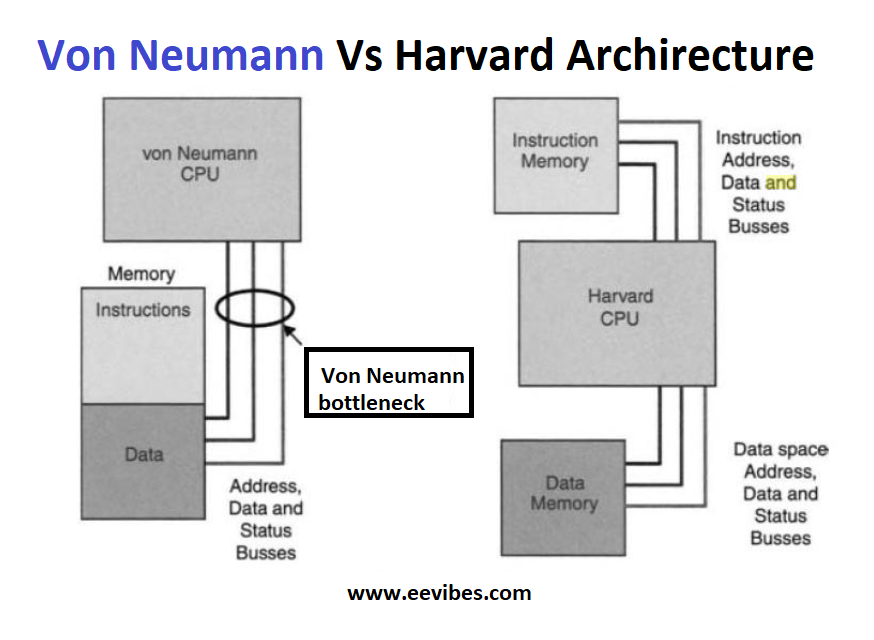 Von Neumann Vs Harvard Archirecture
von Neumann
CPU
Memory
Instructions
Data
Von Neumann
bottleneck
Address,
Data and
Status
Busses
Instruction
Memory
Instruction
Address,
Data and
Status
Busses
Harvard
CPU
Data
Memory
Data space
Address,
Data and
Status
Busses
www.eevibes.com